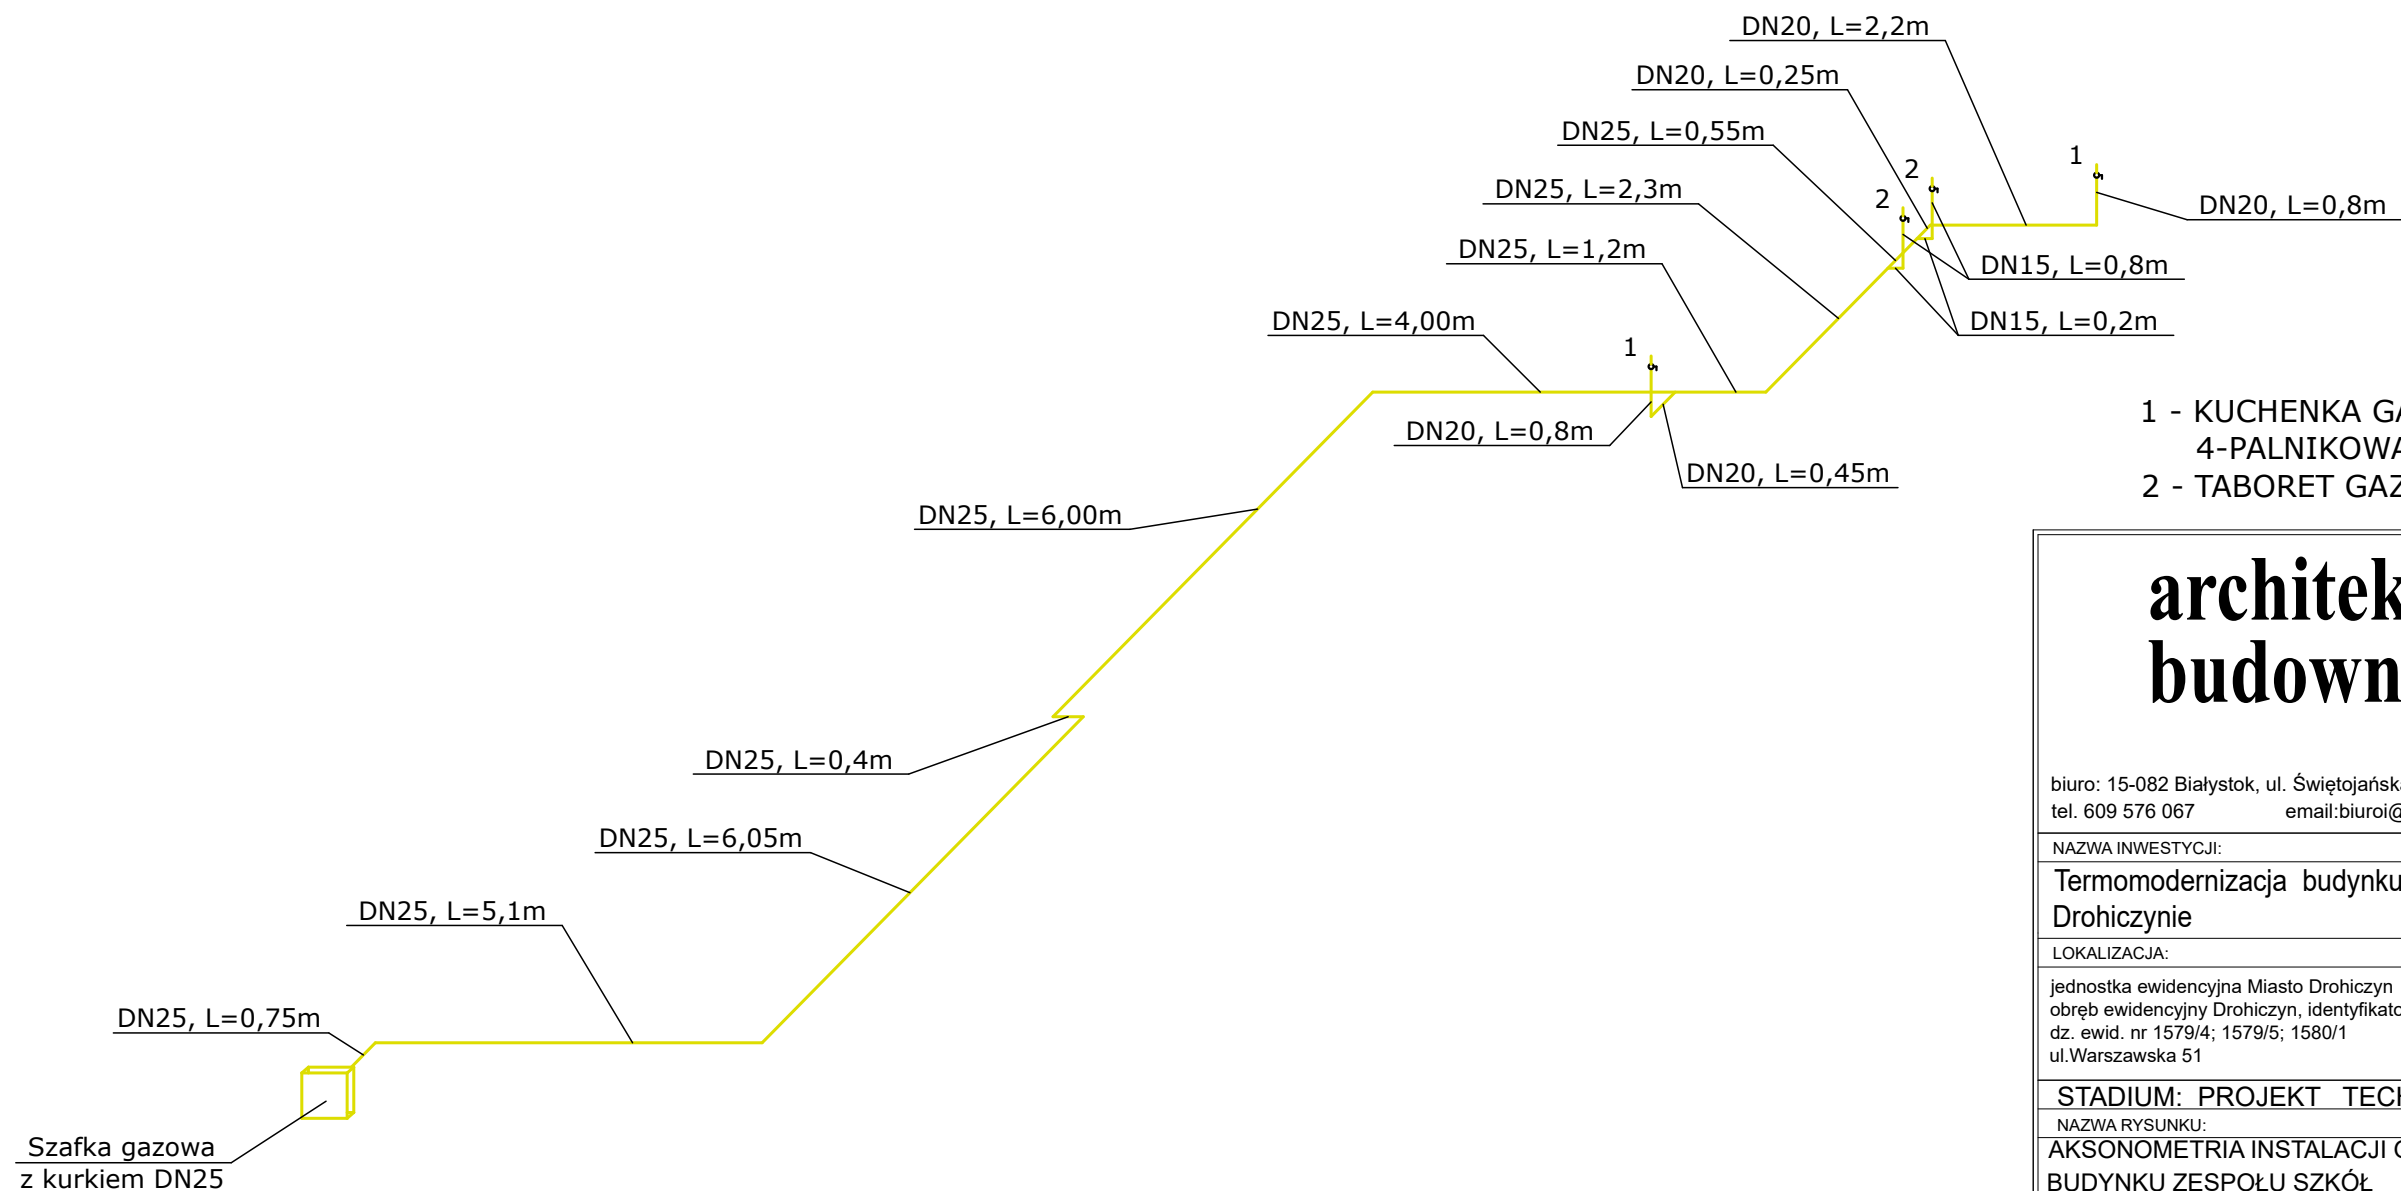 DN20, L=2,2m
DN20, L=0,25m
DN25, L=0,55m
DN25, L=2,3m
DN25, L=1,2m
DN25, L=4,00m
1
2
2
1
DN20, L=0,8m
DN15, L=0,8m
DN15, L=0,2m
DN20, L=0,8m
DN20, L=0,45m
DN25, L=6,00m
DN25, L=0,4m
DN25, L=6,05m
DN25, L=5,1m
DN25, L=0,75m
Szafka gazowa
z kurkiem DN25
1 - KUCHENKA
4-PALNIKOWA
2 - TABORET
architek
budown
biuro: 15-082 Białystok, ul. Świętojańska
tel. 609 576 067 email:biuroi@
NAZWA INWESTYCJI:
Termomodernizacja budynku
Drohiczynie
LOKALIZACJA:
jednostka ewidencyjna Miasto Drohiczyn
obręb ewidencyjny Drohiczyn, identyfikato
dz. ewid. nr 1579/4; 1579/5; 1580/1
ul.Warszawska 51
STADIUM: PROJEKT TECH
NAZWA RYSUNKU:
AKSONOMETRIA INSTALACJI
BUDYNKU ZESPOŁU SZKÓŁ